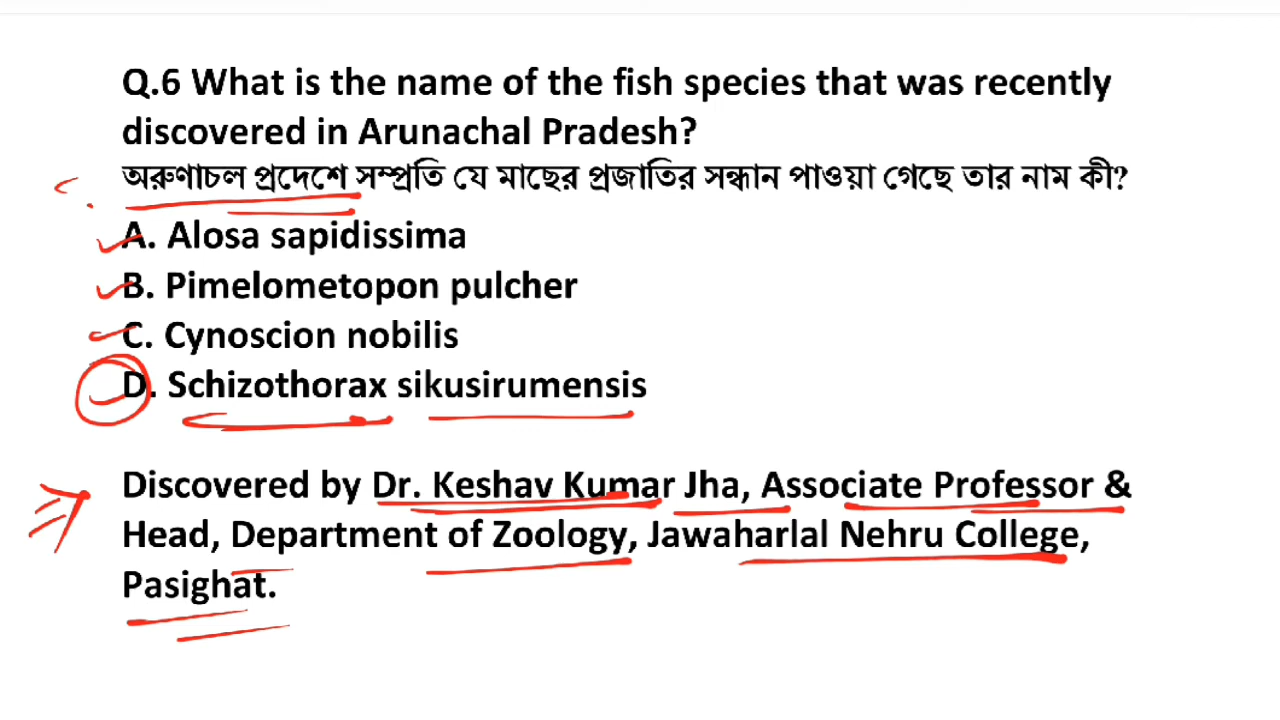 Q.6 What is the name of the fish species that was recently
discovered in Arunachal Pradesh?
অরুণাচল প্রদেশে সম্প্রতি যে মাছের প্রজাতির সন্ধান পাওয়া গেছে তার নাম কী?
A. Alosa sapidissima
B. Pimelometopon pulcher
C. Cynoscion nobilis
D. Schizothorax sikusirumensis
Discovered by Dr. Keshav Kumar Jha, Associate Professor &
Head, Department of Zoology, Jawaharlal Nehru College,
Pasighat.